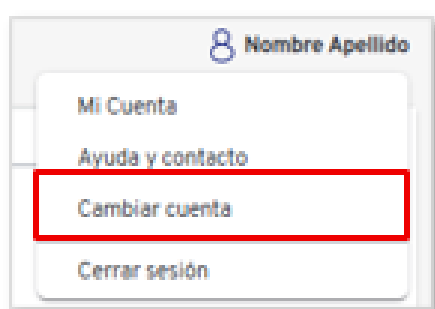 Nombre Apellido
Mi Cuenta
Ayuda y contacto
Cambiar cuenta
Cerrar sesión